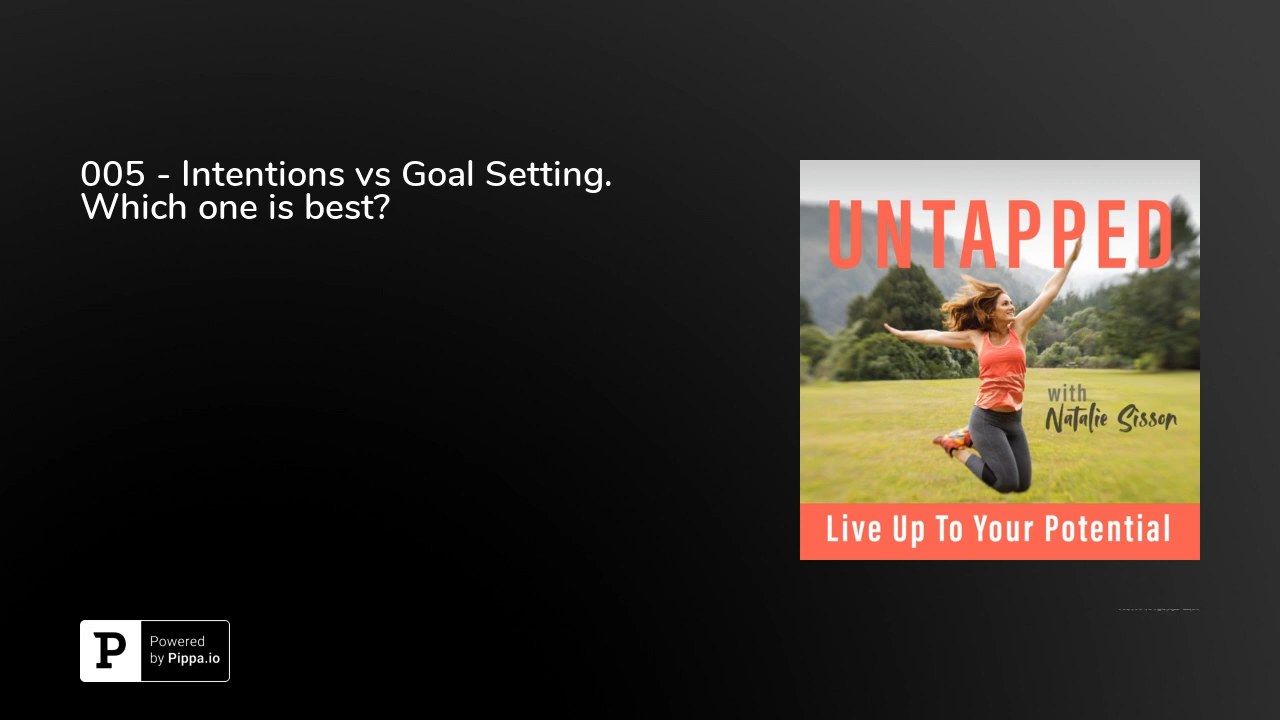 005 - Intentions vs Goal Setting.
Which one is best?
UNTAPPED
with
Natalie Sisson
Live Up To Your Potential
P
Powered
by Pippa.io